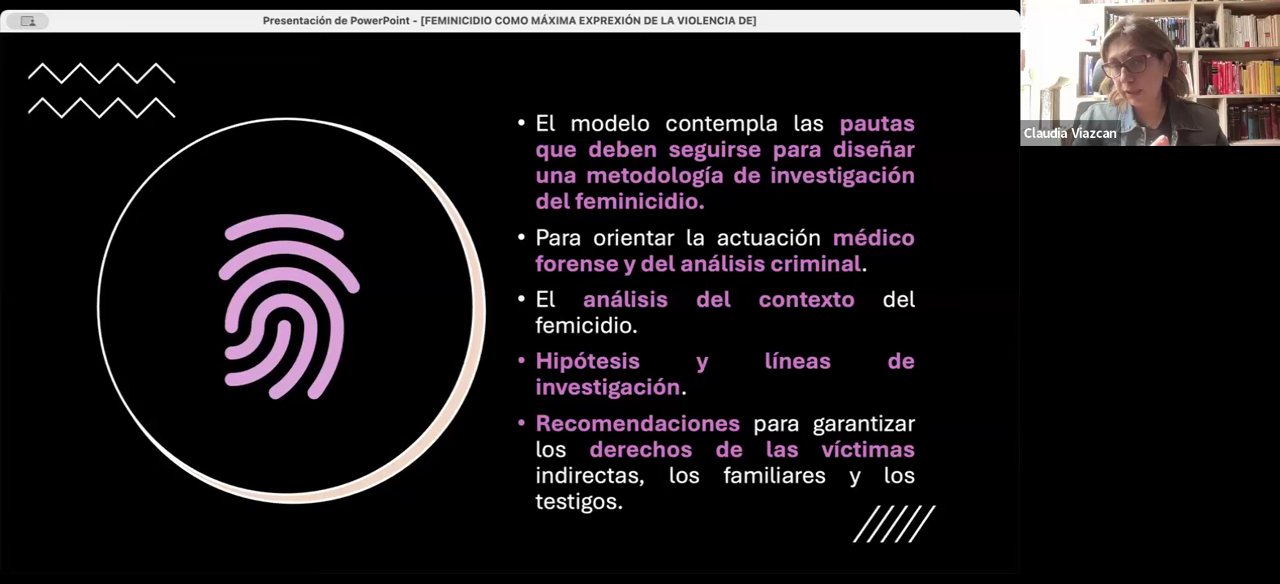 Presentación de PowerPoint - [FEMINICIDIO COMO MÁXIMA EXPREXIÓN DE LA VIOLENCIA DE]
Claudia Viazcan
• El modelo contempla las pautas
que deben seguirse para diseñar
una metodología de investigación
del feminicidio.
• Para orientar la actuación médico
forense y del análisis criminal.
• El análisis del contexto del
femicidio.
• Hipótesis y líneas de
investigación.
• Recomendaciones para garantizar
los derechos de las víctimas
indirectas, los familiares y los
testigos.